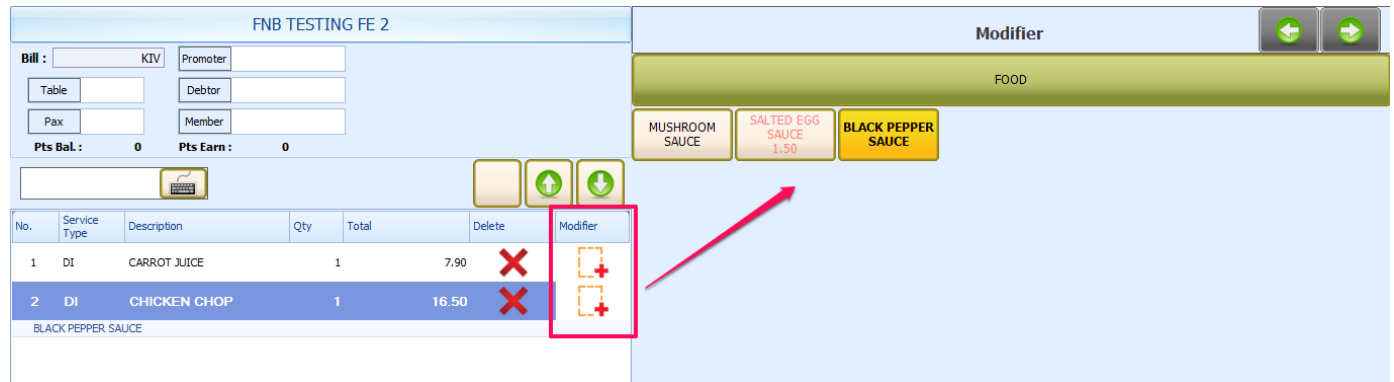 FNB TESTING FE 2
Bill : KIV Promoter
Table Debtor
Pax Member
Pts Bal. : 0 Pts Earn : 0
No. Service Type Description Qty Total Delete Modifier
1 DI CARROT JUICE 1 7.90
2 DI CHICKEN CHOP 1 16.50
BLACK PEPPER SAUCE
Modifier
FOOD
MUSHROOM
SAUCE
SALTED EGG
SAUCE
1.50
BLACK PEPPER
SAUCE